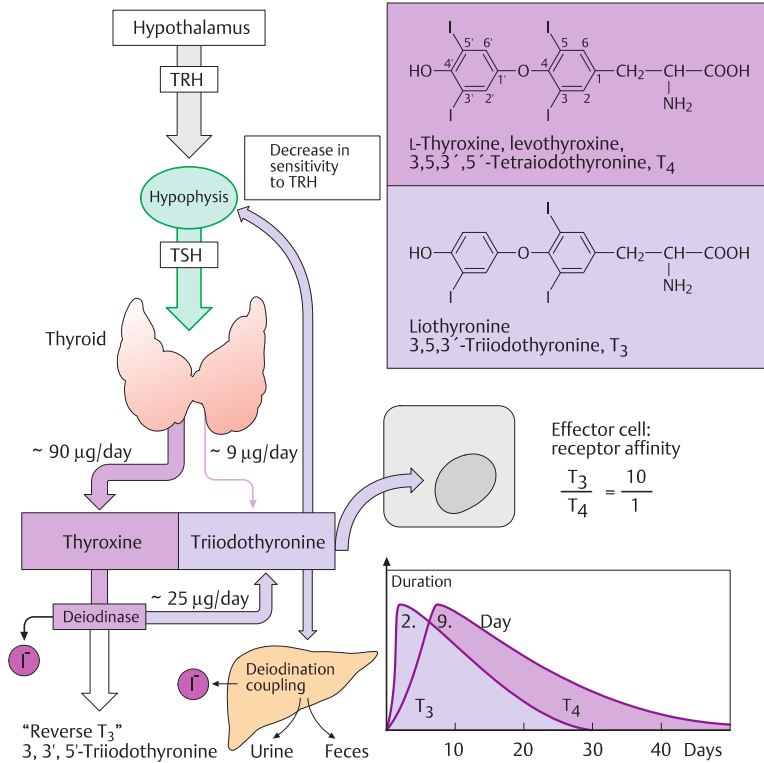 Hypothalamus
TRH
Decrease in
sensitivity
to TRH
Hypophysis
TSH
Thyroid
~ 90 µg/day
~ 9 µg/day
Thyroxine
Triiodothyronine
Deiodinase
~ 25 µg/day
I⁻
"Reverse T₃"
3, 3', 5'-Triiodothyronine
I⁻
Deiodination
coupling
Urine
Feces
I
I
5'
6'
5
6
HO
4'
1'
O
4
1
CH₂
CH
COOH
3'
2'
3
2
NH₂
I
I
L-Thyroxine, levothyroxine,
3,5,3´,5´-Tetraiodothyronine, T₄
I
HO
O
CH₂
CH
COOH
I
I
NH₂
Liothyronine
3,5,3´-Triiodothyronine, T₃
Effector cell:
receptor affinity
T₃
T₄
=
10
1
Duration
2.
9.
Day
T₃
T₄
10
20
30
40
Days